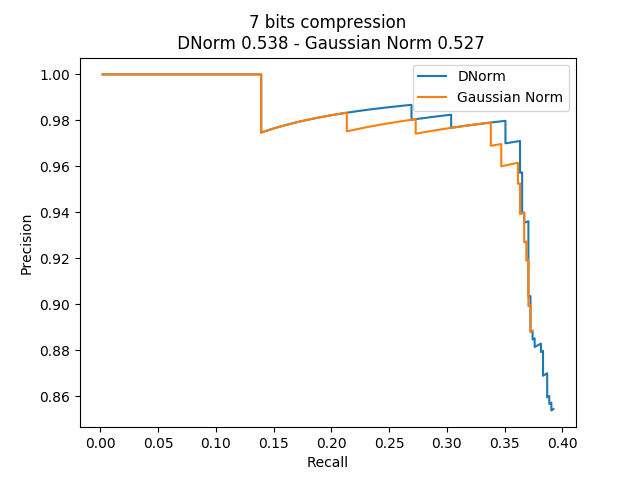 7 bits compression
DNorm 0.538 - Gaussian Norm 0.527
DNorm
Gaussian Norm
1.00
0.98
0.96
0.94
0.92
0.90
0.88
0.86
Precision
0.00 0.05 0.10 0.15 0.20 0.25 0.30 0.35 0.40
Recall